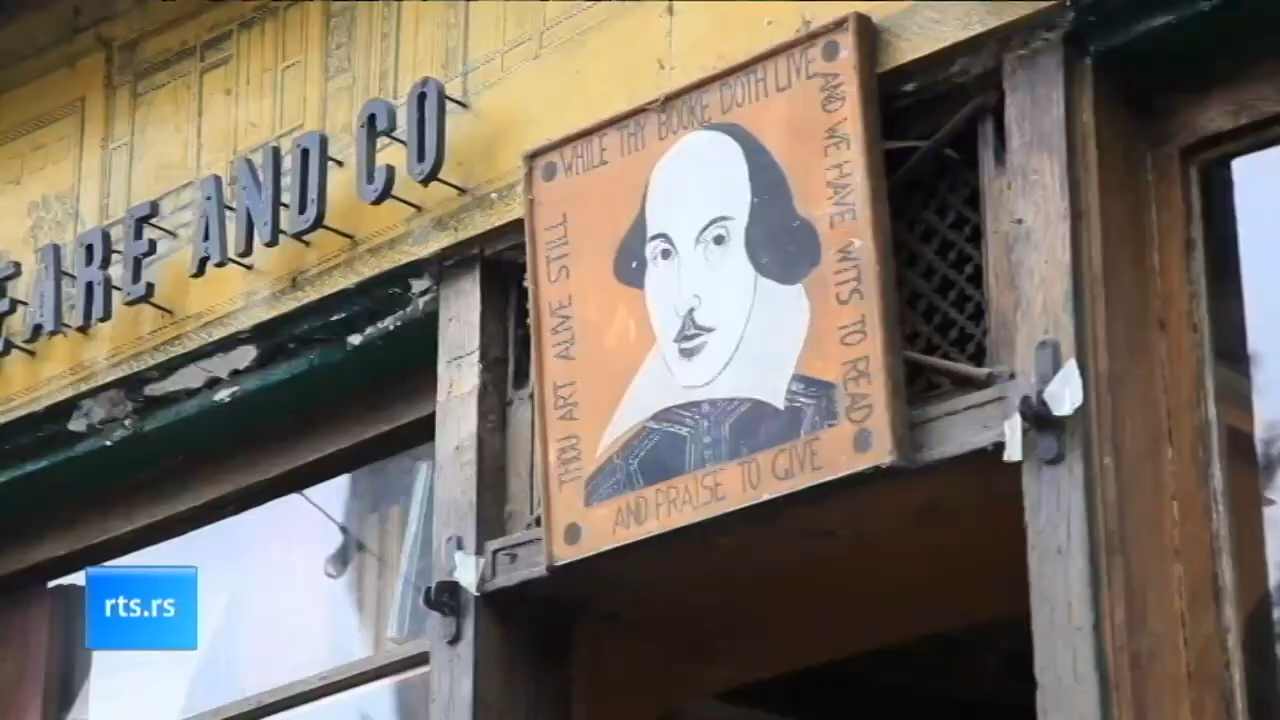 EARE AND CO
THOU ART ALIVE STILL
WHILE THY BOOKE DOTH LIVE
AND WE HAVE WITS TO READ
AND PRAISE TO GIVE
rts.rs